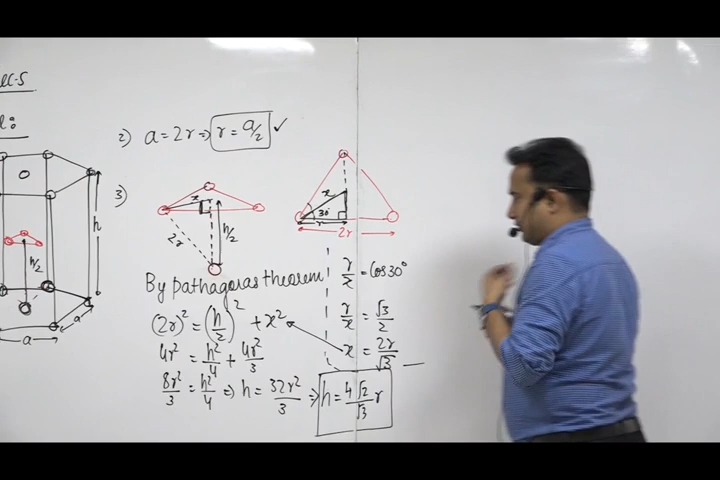 2) a = 2r ⇒ r = a/2 ✓
3)
x
h/2
2r
x
30°
r
2r
h
h/2
a
a
By pathagoras theorem
(2r)² = (h/2)² + x²
4r² = h²/4 + 4r²/3
8r²/3 = h²/4 ⇒ h = 32r²/3 ⇒ h = 4√2/√3 r
r/x = cos 30°
r/x = √3/2
x = 2r/√3